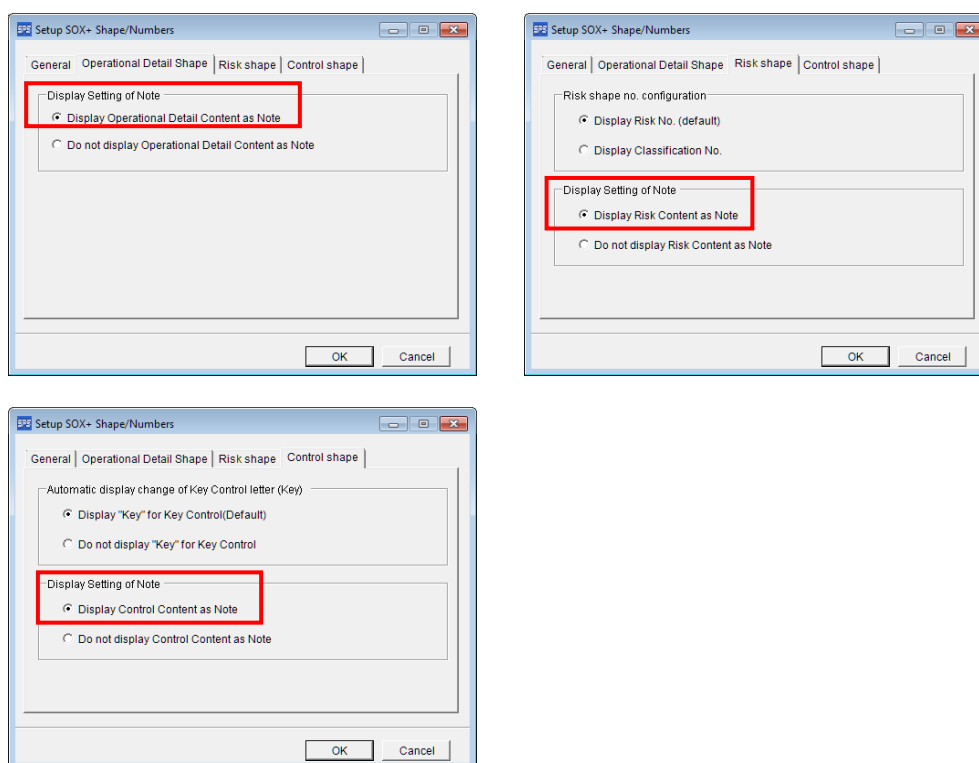 SPS Setup SOX+ Shape/Numbers
General Operational Detail Shape Risk shape Control shape
Display Setting of Note
Display Operational Detail Content as Note
Do not display Operational Detail Content as Note
OK Cancel
SPS Setup SOX+ Shape/Numbers
General Operational Detail Shape Risk shape Control shape
Risk shape no. configuration
Display Risk No. (default)
Display Classification No.
Display Setting of Note
Display Risk Content as Note
Do not display Risk Content as Note
OK Cancel
SPS Setup SOX+ Shape/Numbers
General Operational Detail Shape Risk shape Control shape
Automatic display change of Key Control letter (Key)
Display "Key" for Key Control(Default)
Do not display "Key" for Key Control
Display Setting of Note
Display Control Content as Note
Do not display Control Content as Note
OK Cancel